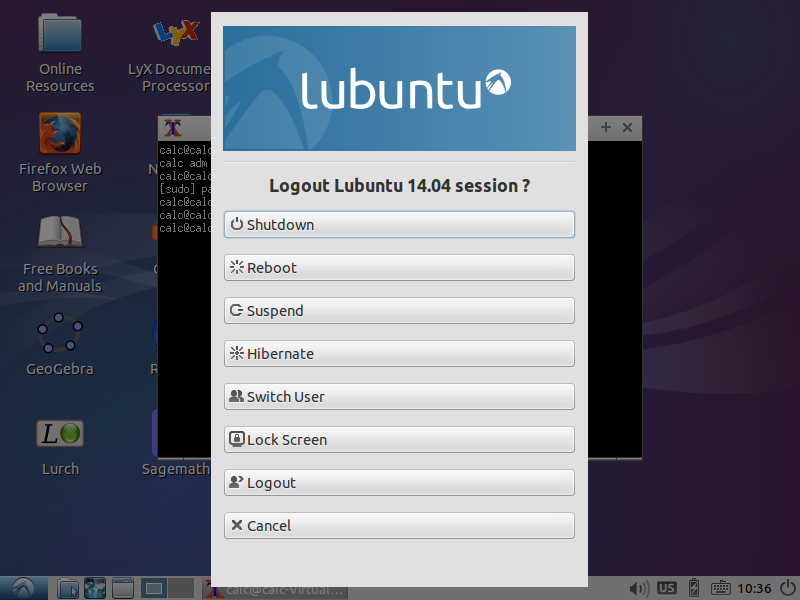 lubuntu
Logout Lubuntu 14.04 session ?
Shutdown
Reboot
Suspend
Hibernate
Switch User
Lock Screen
Logout
Cancel
Online
Resources
LyX Docume
Processor
Firefox Web
Browser
N
Free Books
and Manuals
GeoGebra
R
Lurch
Sagemath
calc@calc
calc adm
calc@calc
[sudo] pa
calc@calc
calc@calc
calc@calc
calc@calc-Virtual...
US
10:36